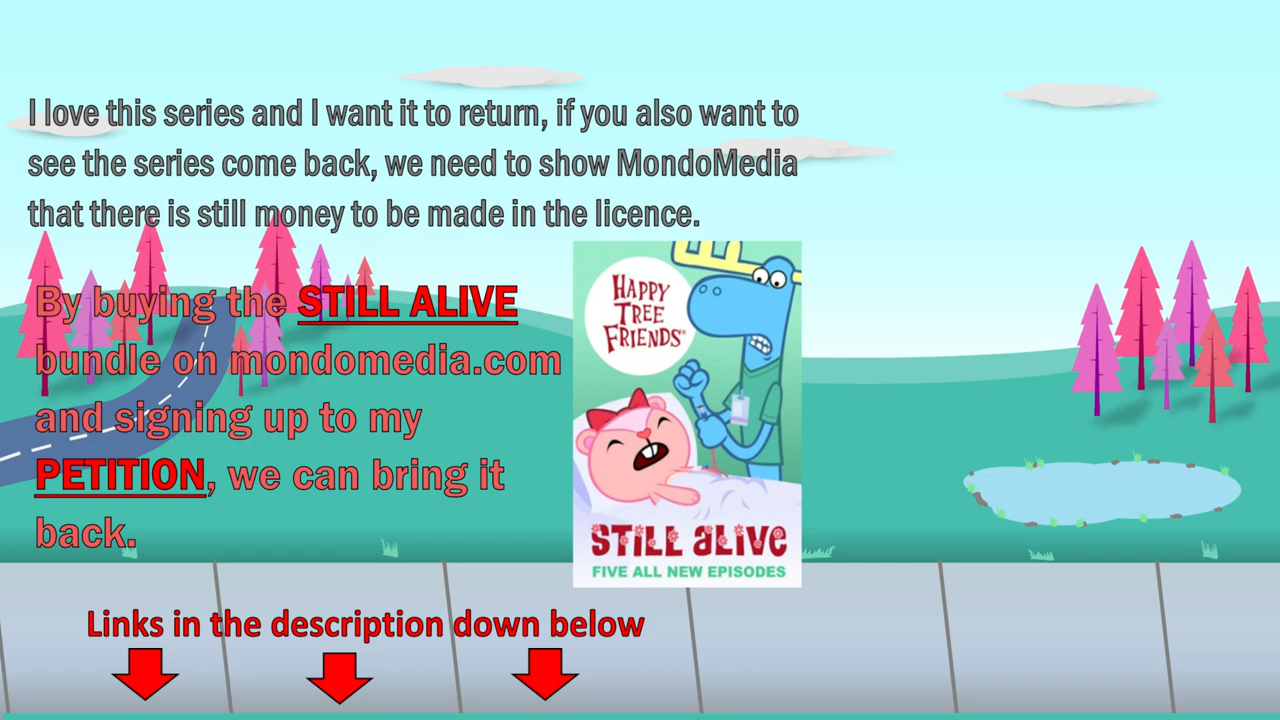 I love this series and I want it to return, if you also want to
see the series come back, we need to show MondoMedia
that there is still money to be made in the licence.
By buying the STILL ALIVE
bundle on mondomedia.com
and signing up to my
PETITION, we can bring it
back.
HAPPY
TREE
FRIENDS
STILL ALIVE
FIVE ALL NEW EPISODES
Links in the description down below